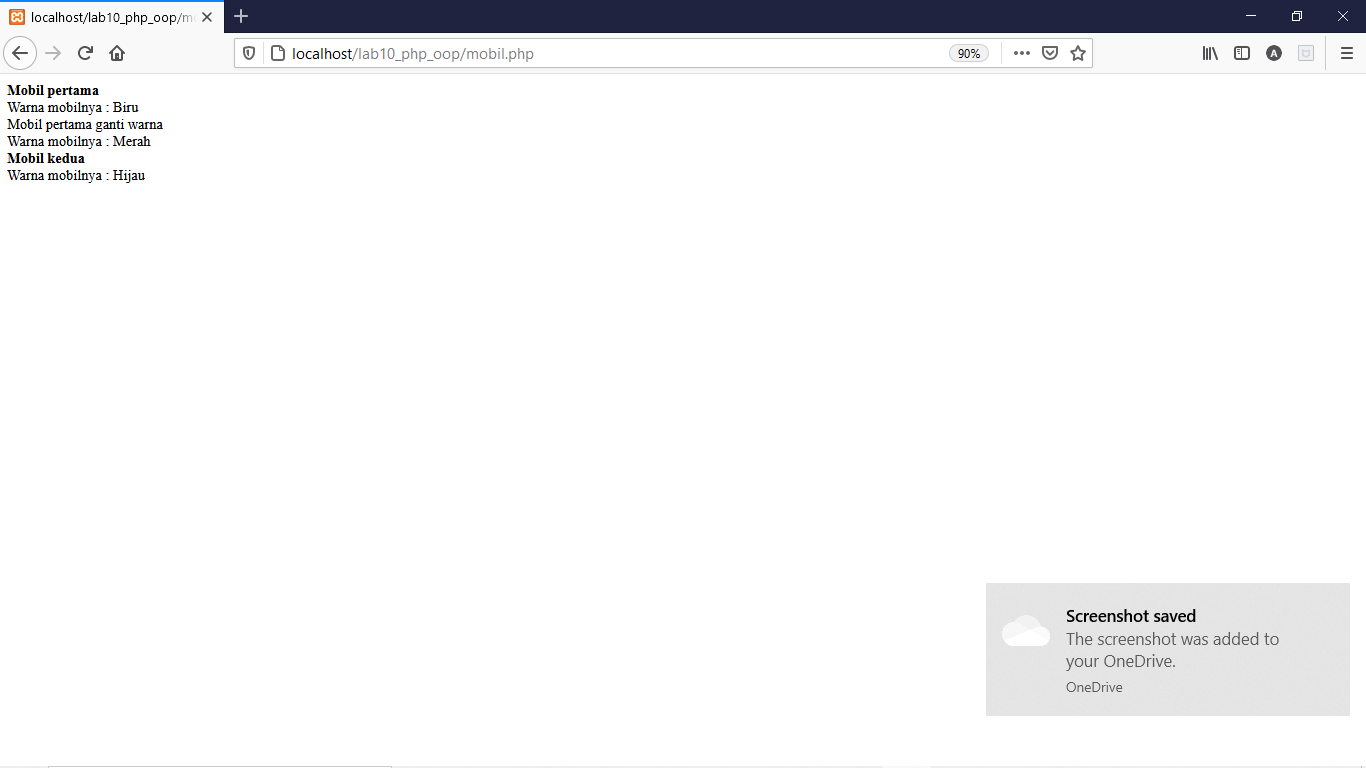 localhost/lab10_php_oop/m
localhost/lab10_php_oop/mobil.php
90%
A
Mobil pertama
Warna mobilnya : Biru
Mobil pertama ganti warna
Warna mobilnya : Merah
Mobil kedua
Warna mobilnya : Hijau
Screenshot saved
The screenshot was added to
your OneDrive.
OneDrive